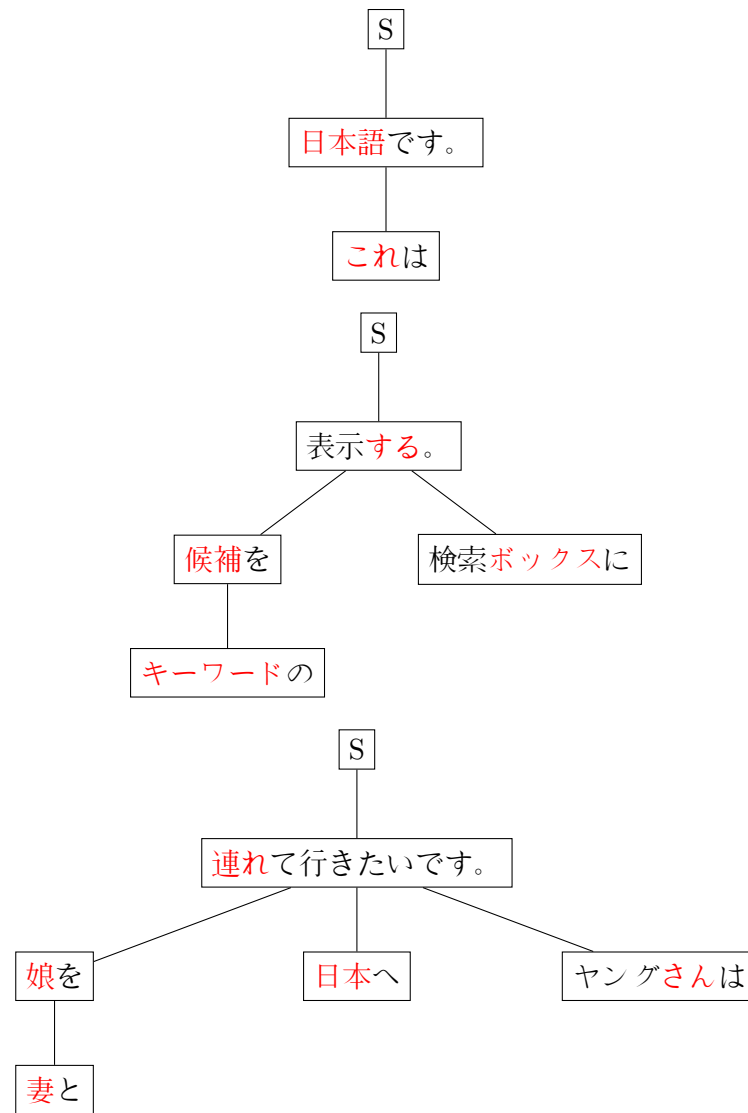 S
日本語です。
これは
S
表示する。
候補を
検索ボックスに
キーワードの
S
連れて行きたいです。
娘を
日本へ
ヤングさんは
妻と